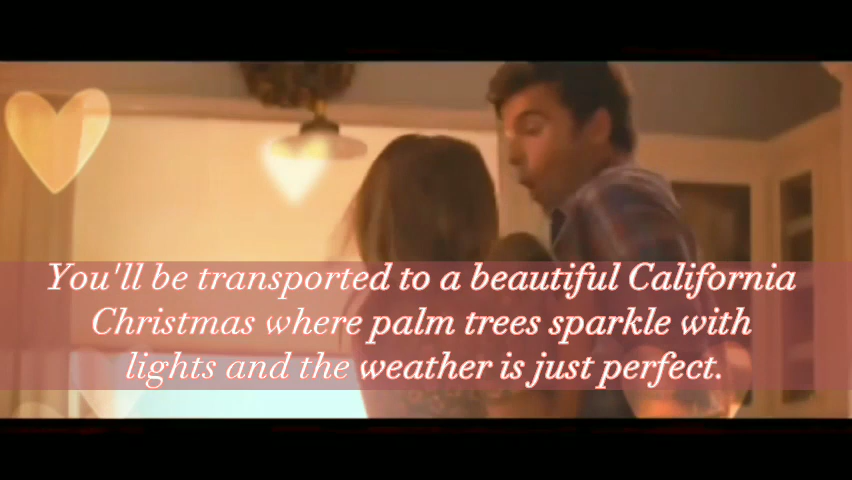 You'll be transported to a beautiful California
Christmas where palm trees sparkle with
lights and the weather is just perfect.